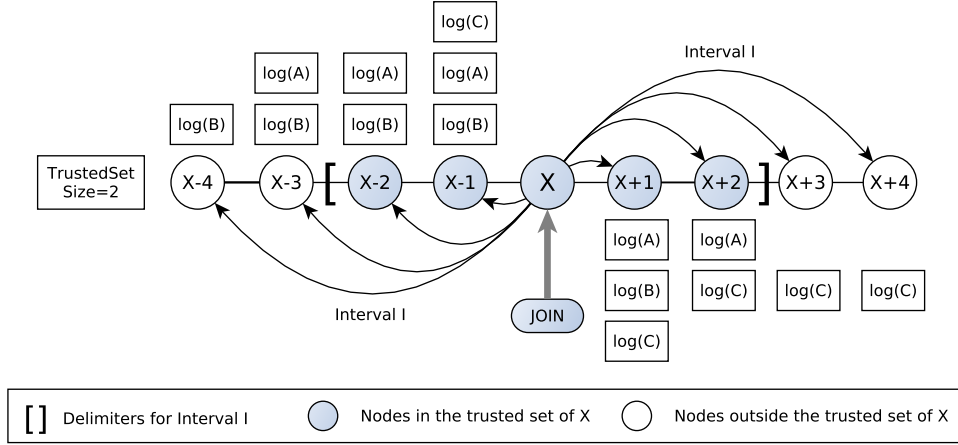 log(C)
Interval I
log(A) log(A) log(A)
log(B) log(B) log(B) log(B)
TrustedSet
Size=2
X-4 X-3 [ X-2 X-1 X X+1 X+2 ] X+3 X+4
log(A) log(A)
log(B) log(C) log(C) log(C)
Interval I
JOIN
log(C)
[ ] Delimiters for Interval I Nodes in the trusted set of X Nodes outside the trusted set of X